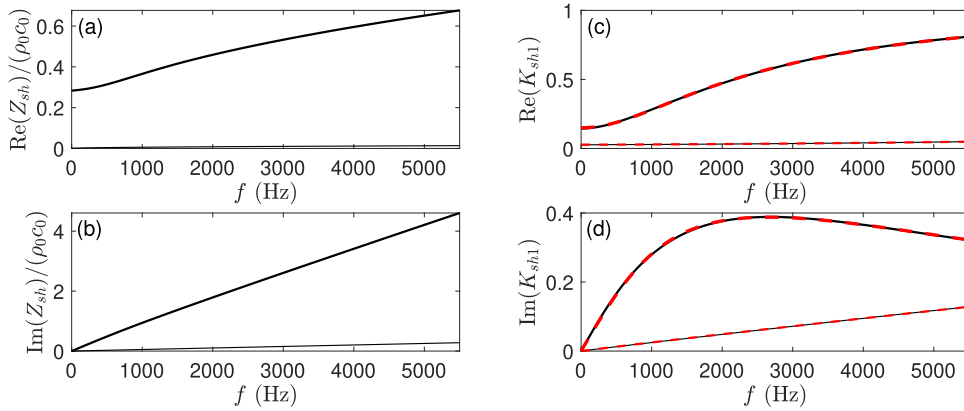 (a)
Re(Z_{sh})/(ρ_0c_0)
0.6
0.4
0.2
0
0 1000 2000 3000 4000 5000
f (Hz)
(c)
Re(K_{sh1})
1
0.5
0
0 1000 2000 3000 4000 5000
f (Hz)
(b)
Im(Z_{sh})/(ρ_0c_0)
4
2
0
0 1000 2000 3000 4000 5000
f (Hz)
(d)
Im(K_{sh1})
0.4
0.2
0
0 1000 2000 3000 4000 5000
f (Hz)